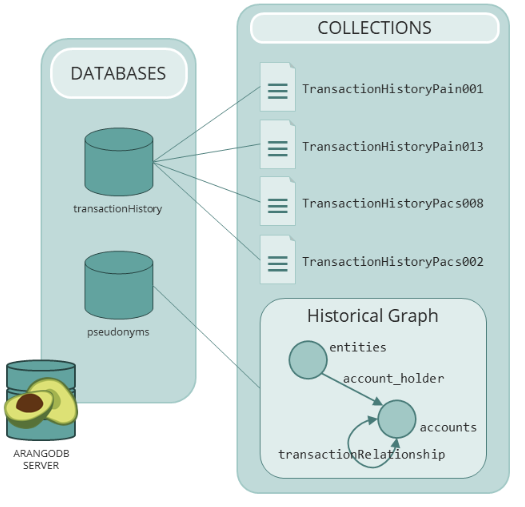 DATABASES
transactionHistory
pseudonyms
ARANGODB
SERVER
COLLECTIONS
TransactionHistoryPain001
TransactionHistoryPain013
TransactionHistoryPacs008
TransactionHistoryPacs002
Historical Graph
entities
account_holder
accounts
transactionRelationship